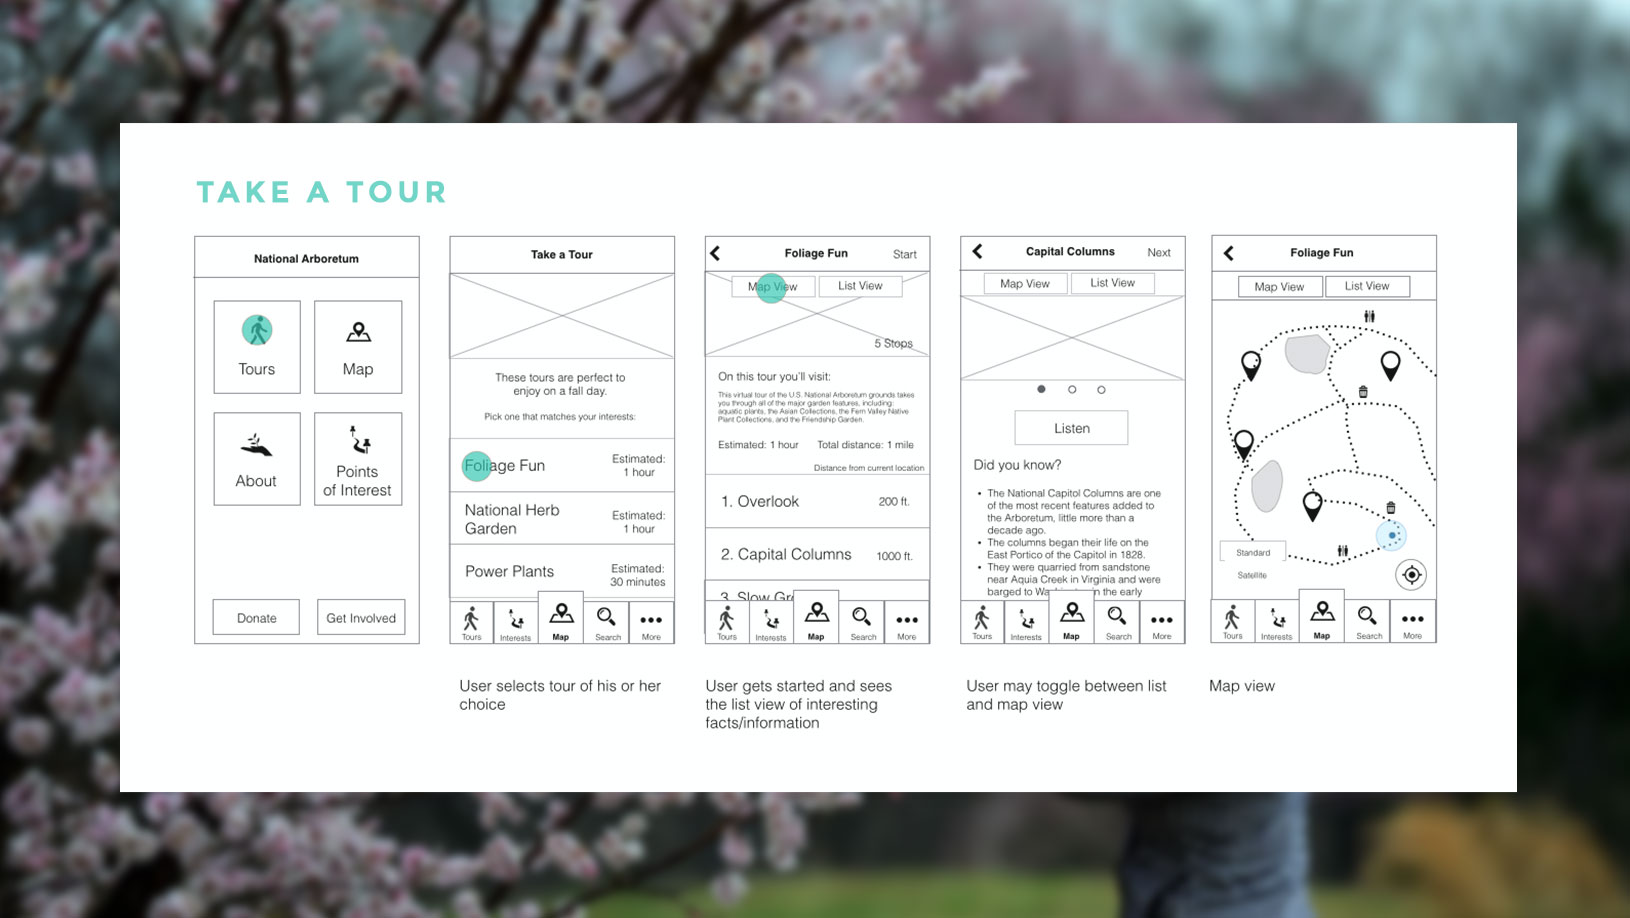 TAKE A TOUR
National Arboretum
Tours
Map
About
Points
of Interest
Donate
Get Involved
Take a Tour
These tours are perfect to
enjoy on a fall day.
Pick one that matches your interests:
Foliage Fun
Estimated:
1 hour
National Herb
Garden
Estimated:
1 hour
Power Plants
Estimated:
30 minutes
Tours
Interests
Map
Search
More
User selects tour of his or her
choice
Foliage Fun
Start
Map View
List View
5 Stops
On this tour you'll visit:
This virtual tour of the U.S. National Arboretum grounds takes
you through all of the major garden features, including:
aquatic plants, the Asian Collections, the Fern Valley Native
Plant Collections, and the Friendship Garden.
Estimated: 1 hour
Total distance: 1 mile
Distance from current location
1. Overlook
200 ft.
2. Capital Columns
1000 ft.
3. Slow Gr
Tours
Interests
Map
Search
More
User gets started and sees
the list view of interesting
facts/information
Capital Columns
Next
Map View
List View
Listen
Did you know?
• The National Capitol Columns are one
of the most recent features added to
the Arboretum, little more than a
decade ago.
• The columns began their life on the
East Portico of the Capitol in 1828.
• They were quarried from sandstone
near Aquia Creek in Virginia and were
barged to in the early
Tours
Interests
Map
Search
More
User may toggle between list
and map view
Foliage Fun
Map View
List View
Standard
Satellite
Tours
Interests
Map
Search
More
Map view